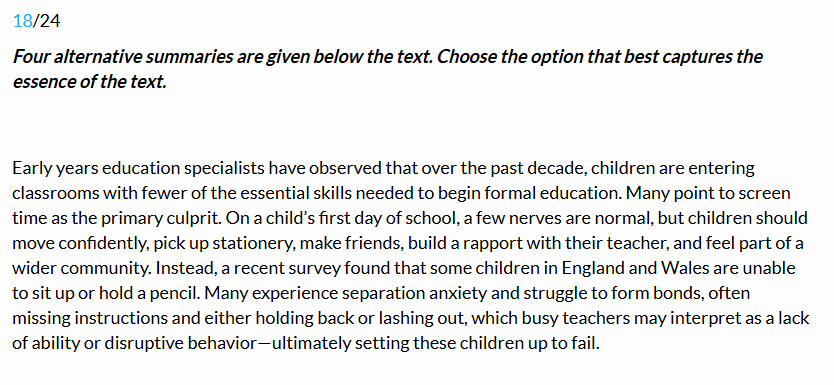 18/24
Four alternative summaries are given below the text. Choose the option that best captures the
essence of the text.
Early years education specialists have observed that over the past decade, children are entering
classrooms with fewer of the essential skills needed to begin formal education. Many point to screen
time as the primary culprit. On a child's first day of school, a few nerves are normal, but children should
move confidently, pick up stationery, make friends, build a rapport with their teacher, and feel part of a
wider community. Instead, a recent survey found that some children in England and Wales are unable
to sit up or hold a pencil. Many experience separation anxiety and struggle to form bonds, often
missing instructions and either holding back or lashing out, which busy teachers may interpret as a lack
of ability or disruptive behavior—ultimately setting these children up to fail.